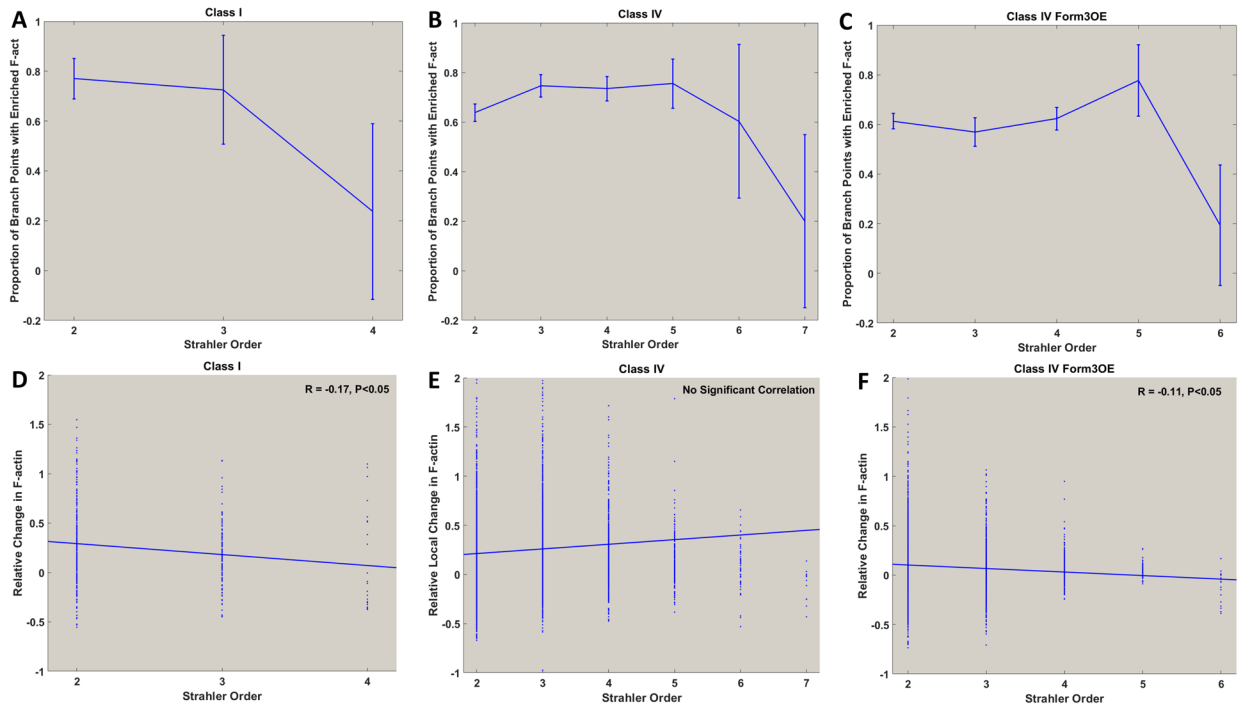 A
Class I
Proportion of Branch Points with Enriched F-act
1
0.8
0.6
0.4
0.2
0
-0.2
2
3
4
Strahler Order
B
Class IV
Proportion of Branch Points with Enriched F-act
1
0.8
0.6
0.4
0.2
0
-0.2
2
3
4
5
6
7
Strahler Order
C
Class IV Form3OE
Proportion of Branch Points with Enriched F-act
1
0.8
0.6
0.4
0.2
0
-0.2
2
3
4
5
6
Strahler Order
D
Class I
R = -0.17, P<0.05
Relative Change in F-actin
2
1.5
1
0.5
0
-0.5
-1
2
3
4
Strahler Order
E
Class IV
No Significant Correlation
Relative Local Change in F-actin
2
1.5
1
0.5
0
-0.5
-1
2
3
4
5
6
7
Strahler Order
F
Class IV Form3OE
R = -0.11, P<0.05
Relative Change in F-actin
2
1.5
1
0.5
0
-0.5
-1
2
3
4
5
6
Strahler Order